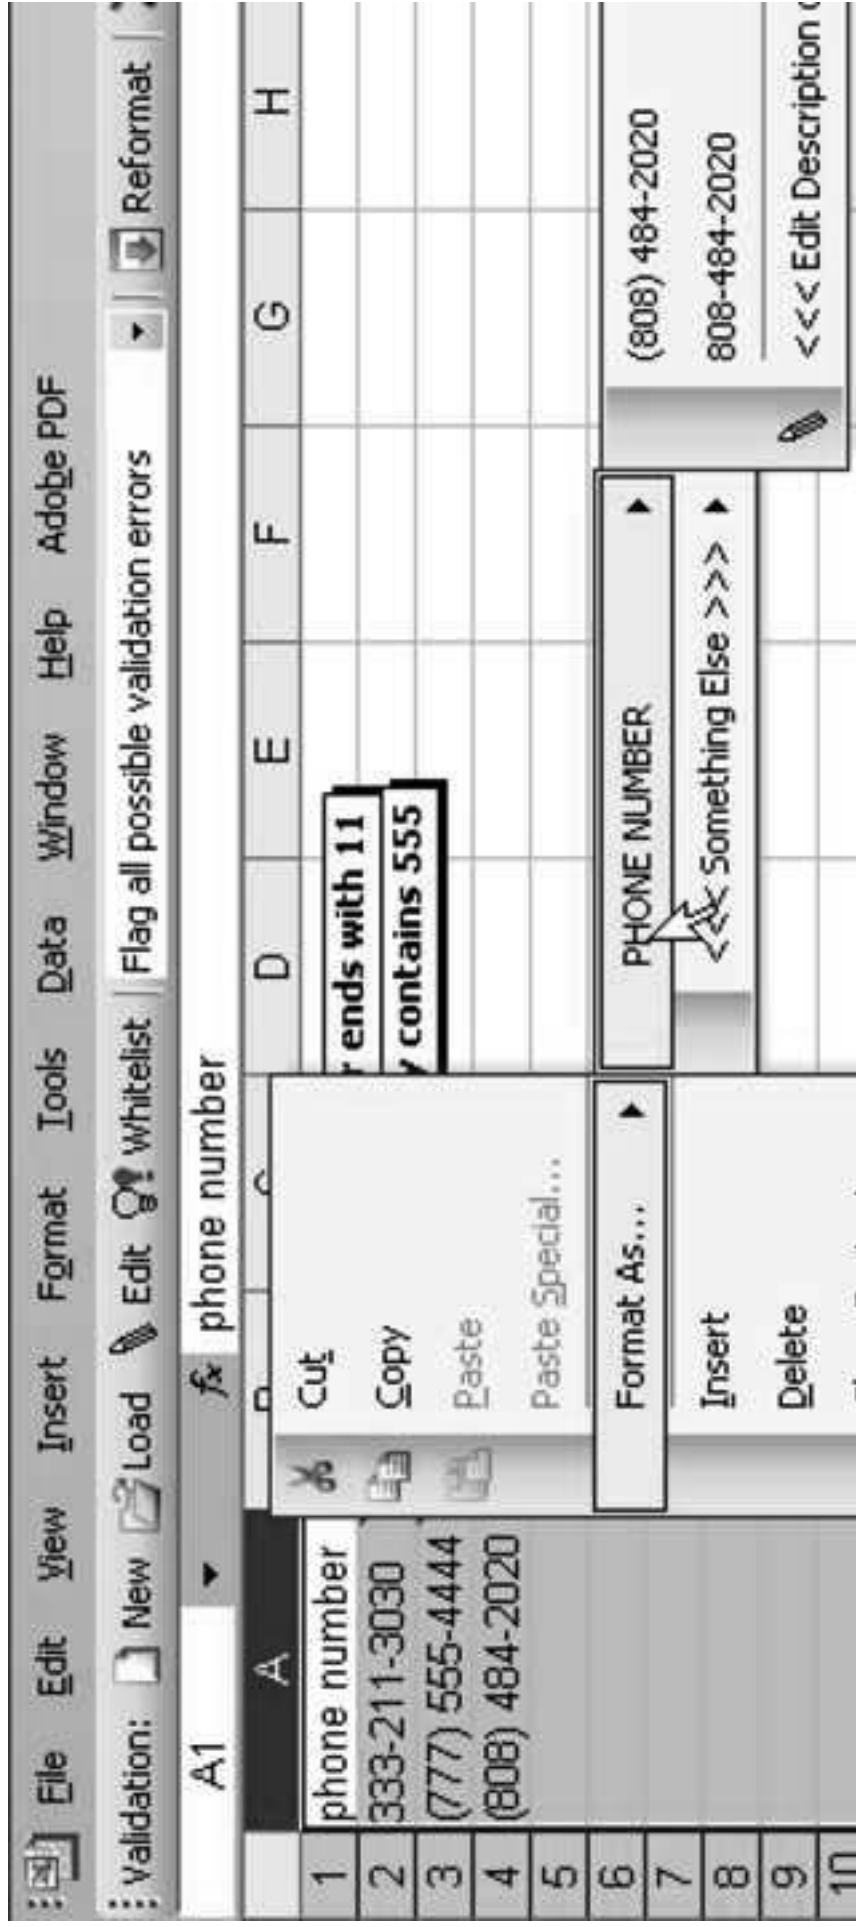 File Edit View Insert Format Tools Data Window Help Adobe PDF
Validation: New Load Edit Whitelist Flag all possible validation errors Reformat
A1 fx phone number
A D E F G H
1 phone number
2 333-211-3030
3 (777) 555-4444
4 (808) 484-2020
5
6
7
8
9
10
r ends with 11
y contains 555
Cut
Copy
Paste
Paste Special...
Format As...
Insert
Delete
PHONE NUMBER
<<< Something Else >>>
(808) 484-2020
808-484-2020
<<< Edit Description